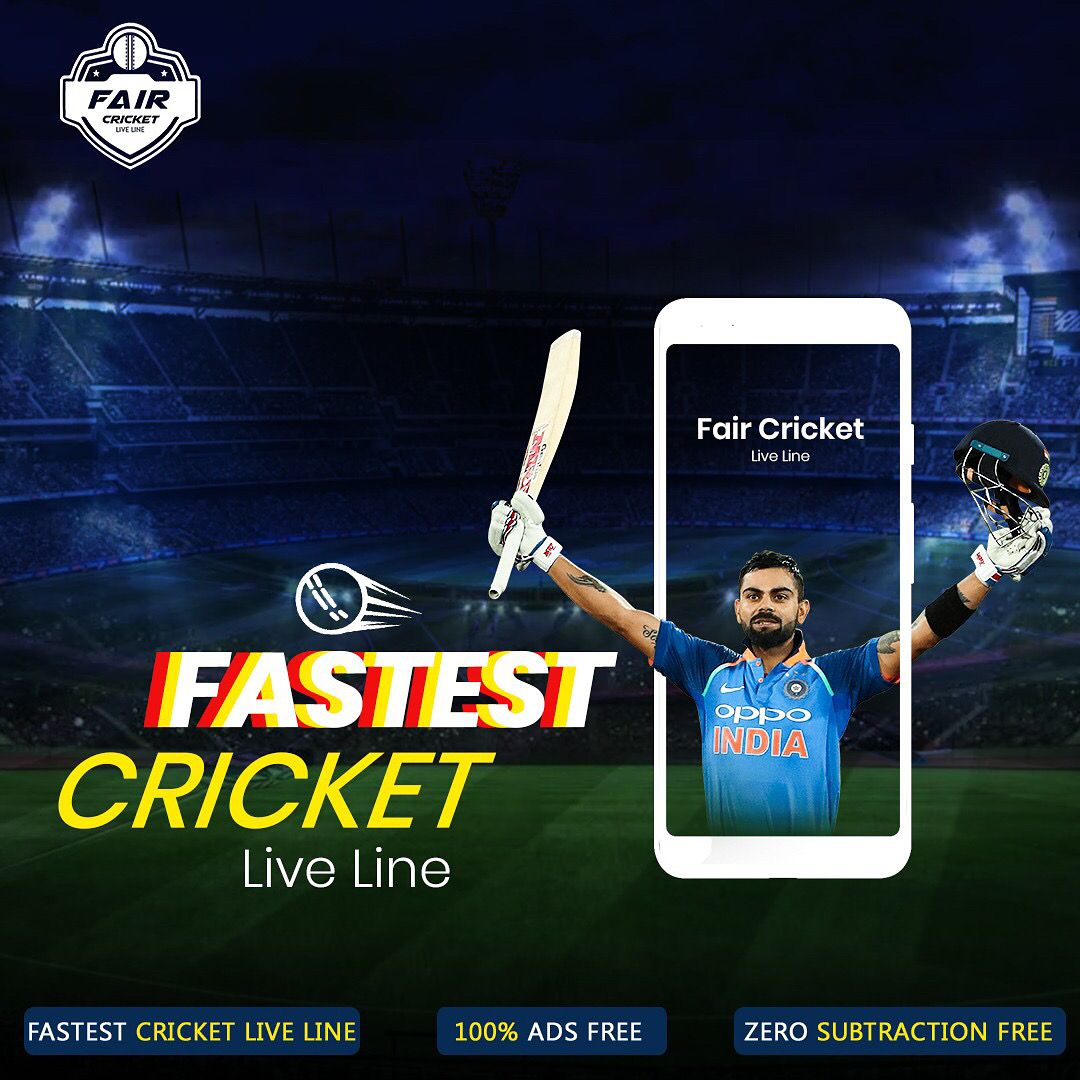 FAIR
CRICKET
LIVE LINE
Fair Cricket
Live Line
oppo
INDIA
FASTEST
CRICKET
Live Line
FASTEST CRICKET LIVE LINE
100% ADS FREE
ZERO SUBTRACTION FREE